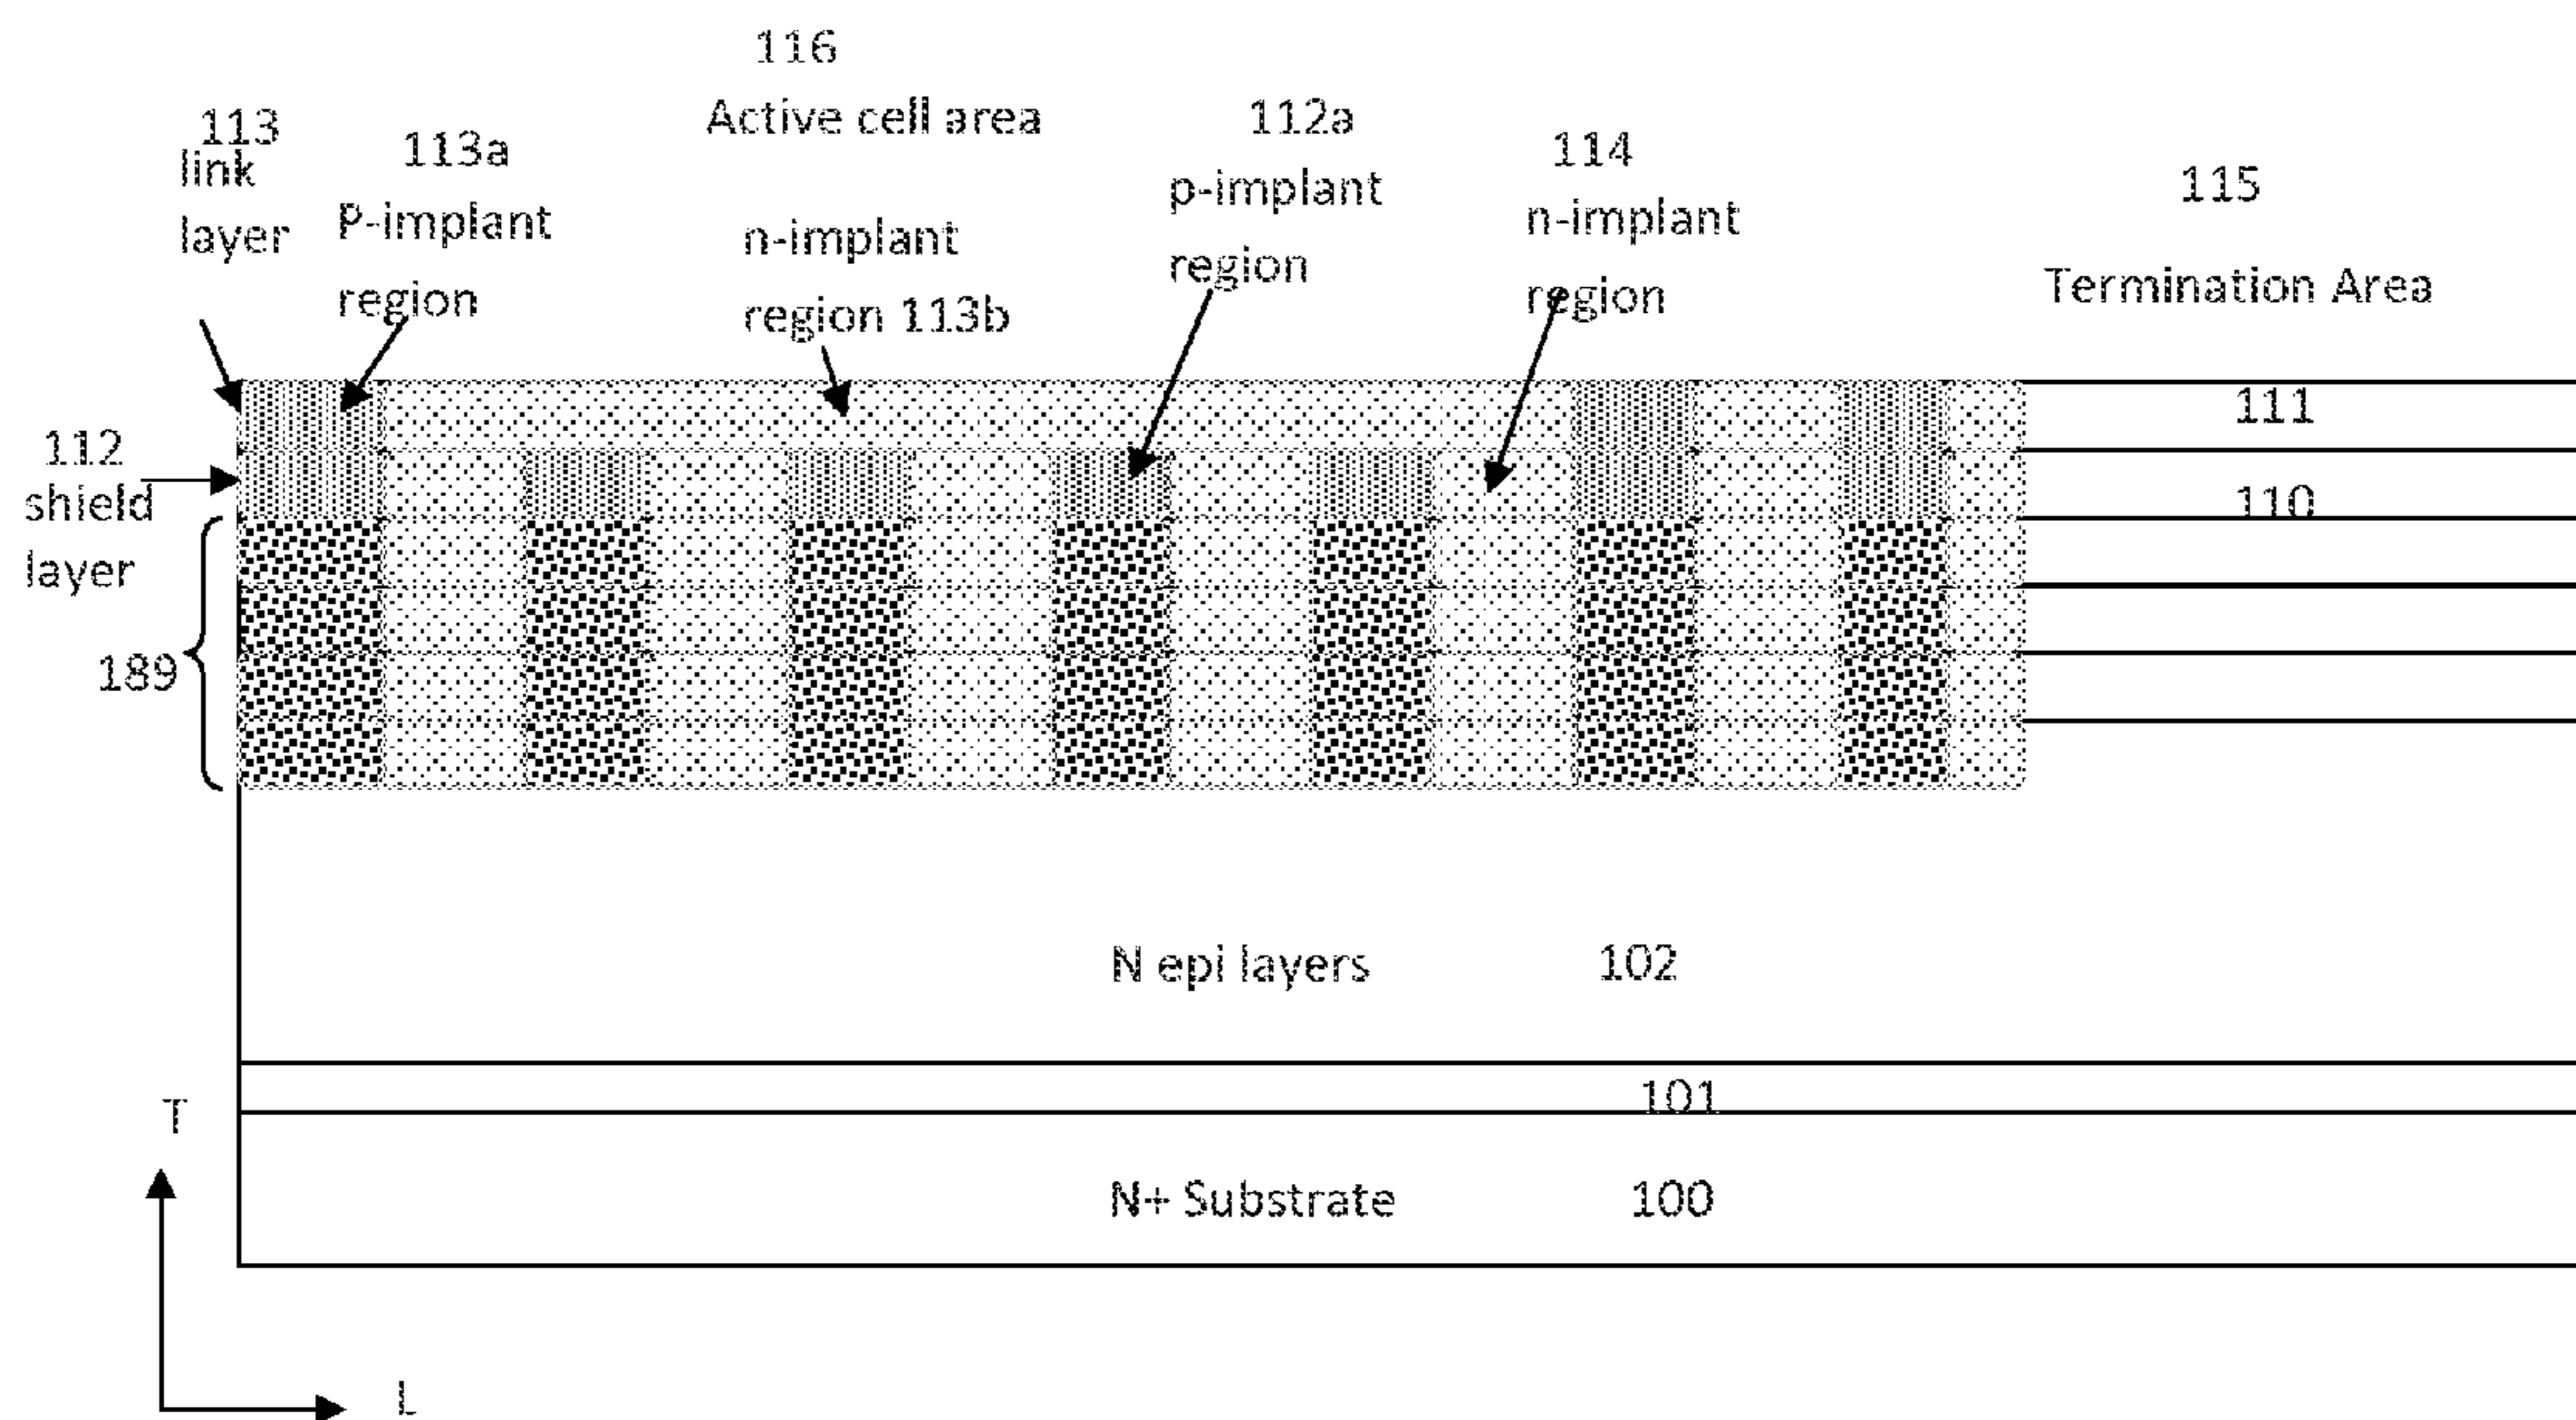 116
Active cell area
113
link
layer
113a
P-implant
region
n-implant
region 113b
112a
p-implant
region
114
n-implant
region
115
Termination Area
111
112
shield
layer
110
189
N epi layers 102
101
T
N+ Substrate 100
L